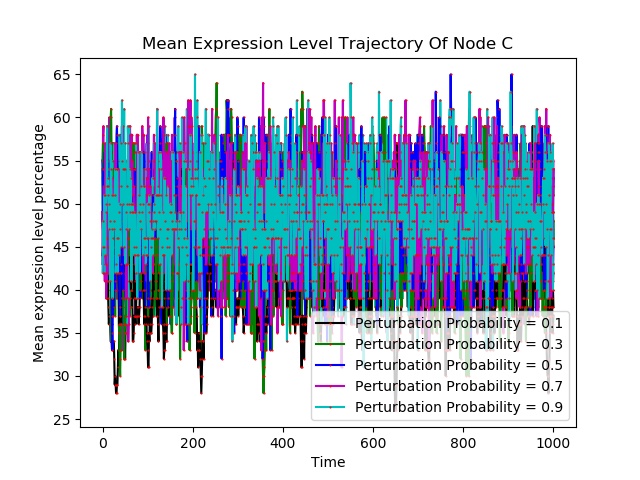 Mean Expression Level Trajectory Of Node C
Mean expression level percentage
65
60
55
50
45
40
35
30
25
Perturbation Probability = 0.1
Perturbation Probability = 0.3
Perturbation Probability = 0.5
Perturbation Probability = 0.7
Perturbation Probability = 0.9
0 200 400 600 800 1000
Time